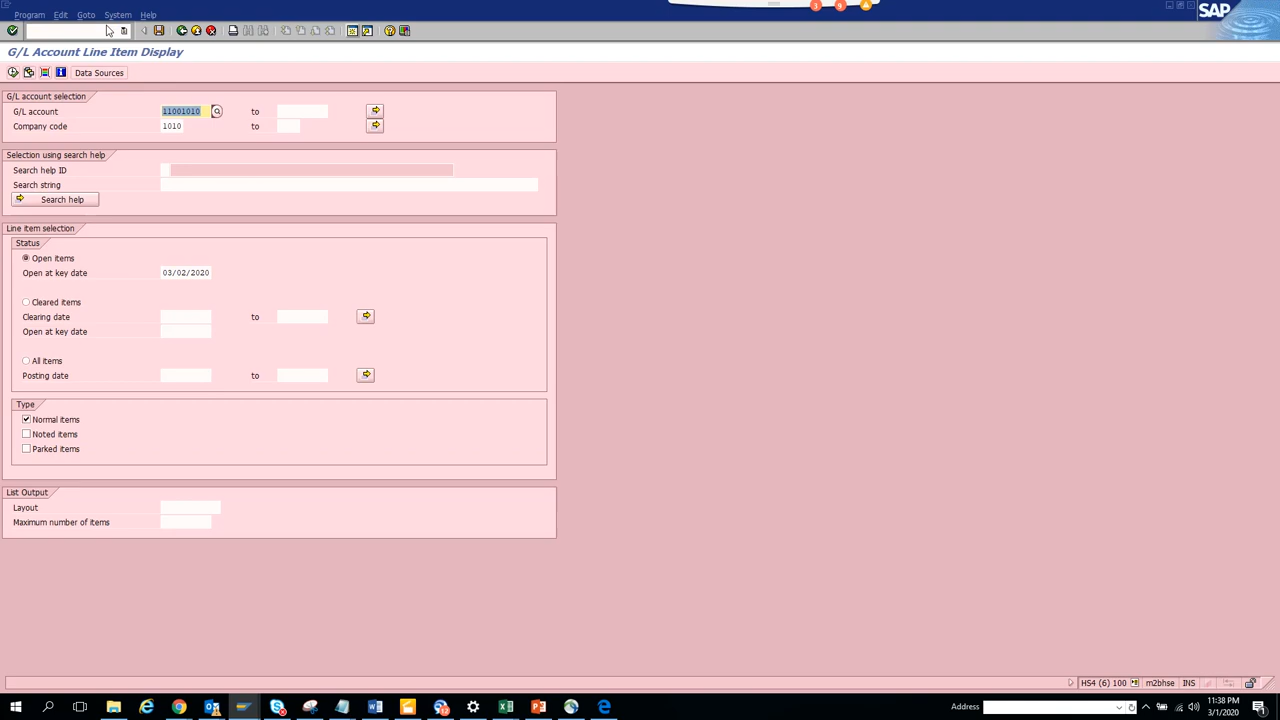 Program Edit Goto System Help
3 9
SAP
G/L Account Line Item Display
Data Sources
G/L account selection
G/L account 11001010 to
Company code 1010 to
Selection using search help
Search help ID
Search string
Search help
Line item selection
Status
Open items
Open at key date 03/02/2020
Cleared items
Clearing date to
Open at key date
All items
Posting date to
Type
Normal items
Noted items
Parked items
List Output
Layout
Maximum number of items
HS4 (6) 100 m2bhse INS
Address
11:38 PM
3/1/2020